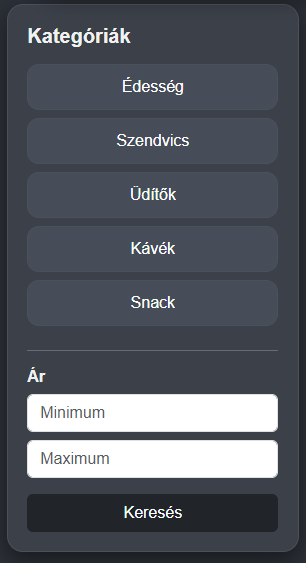 Kategóriák
Édesség
Szendvics
Üdítők
Kávék
Snack
Ár
Minimum
Maximum
Keresés